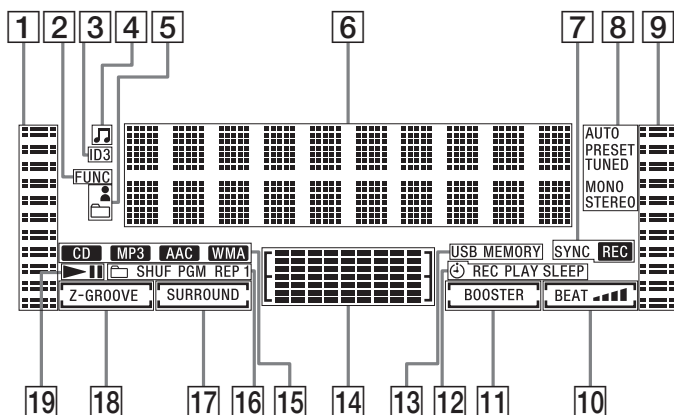 1 2 3 4 5 6 7 8 9
ID3
FUNC
AUTO
PRESET
TUNED
MONO
STEREO
CD MP3 AAC WMA
USB MEMORY SYNC REC
SHUF PGM REP 1
REC PLAY SLEEP
Z-GROOVE SURROUND BOOSTER BEAT
19 18 17 16 15 14 13 12 11 10